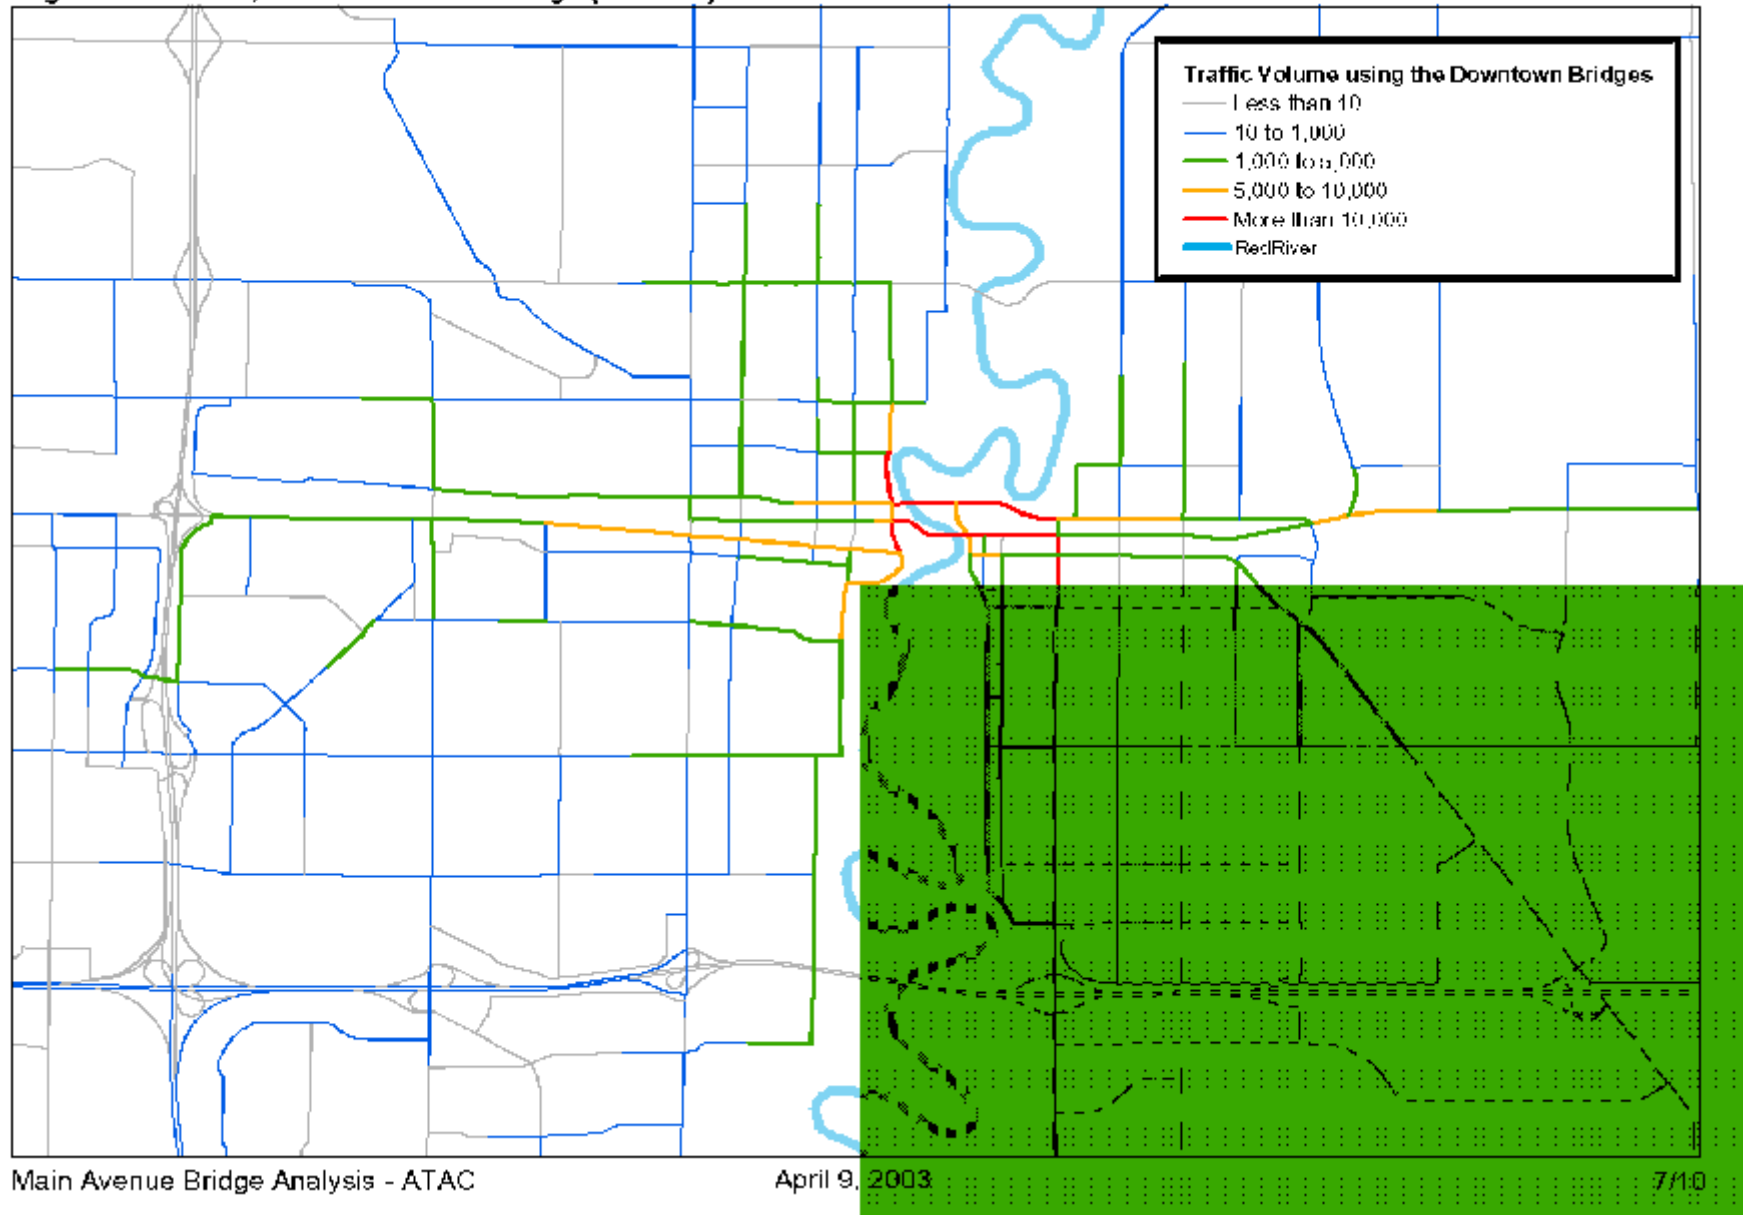 Traffic Volume using the Downtown Bridges
Less than 10
10 to 1,000
1,000 to 5,000
5,000 to 10,000
More than 10,000
RedRiver
Main Avenue Bridge Analysis - ATAC
April 9, 2003
7/10